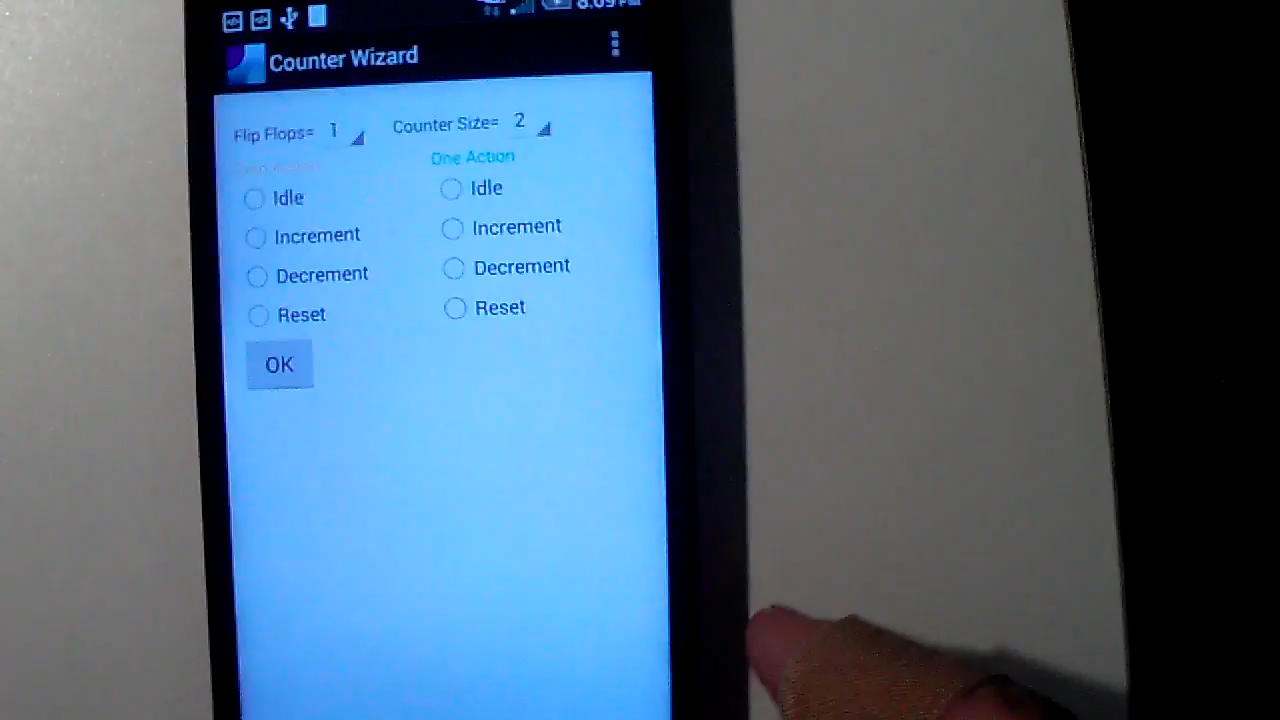 Counter Wizard
Flip Flops= 1 Counter Size= 2
One Action
Idle Idle
Increment Increment
Decrement Decrement
Reset Reset
OK